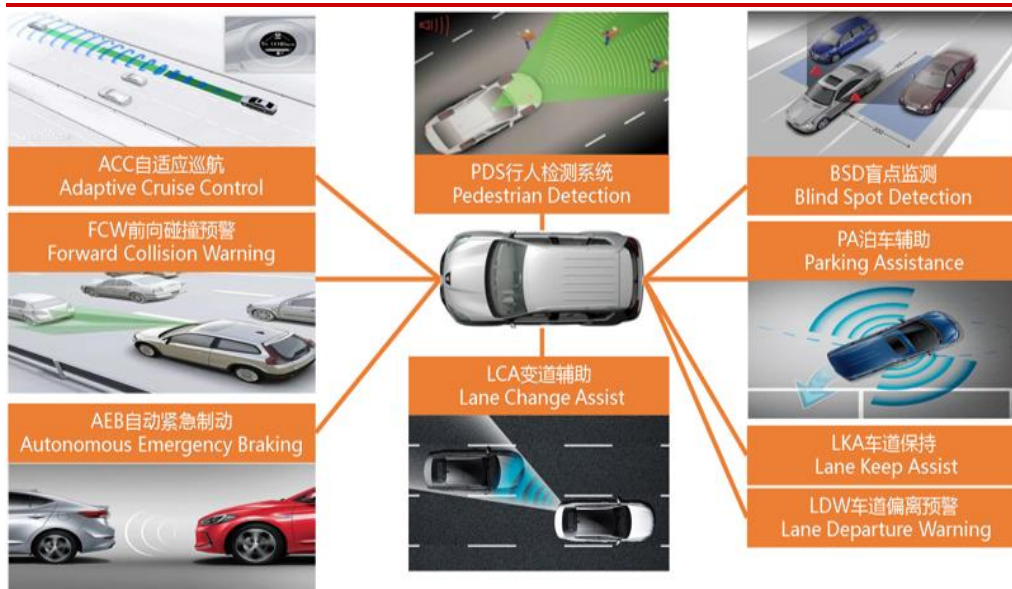 ACC自适应巡航
Adaptive Cruise Control
FCW前向碰撞预警
Forward Collision Warning
AEB自动紧急制动
Autonomous Emergency Braking
PDS行人检测系统
Pedestrian Detection
LCA变道辅助
Lane Change Assist
BSD盲点监测
Blind Spot Detection
PA泊车辅助
Parking Assistance
LKA车道保持
Lane Keep Assist
LDW车道偏离预警
Lane Departure Warning